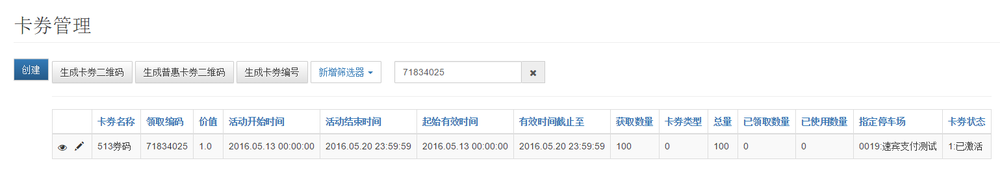 卡券管理
创建 生成卡券二维码 生成普惠卡券二维码 生成卡券编号 新增筛选器 71834025
卡券名称 领取编码 价值 活动开始时间 活动结束时间 起始有效时间 有效时间截止至 获取数量 卡券类型 总量 已领取数量 已使用数量 指定停车场 卡券状态
513券码 71834025 1.0 2016.05.13 00:00:00 2016.05.20 23:59:59 2016.05.13 00:00:00 2016.05.20 23:59:59 100 0 100 0 0 0019:速宾支付测试 1:已激活